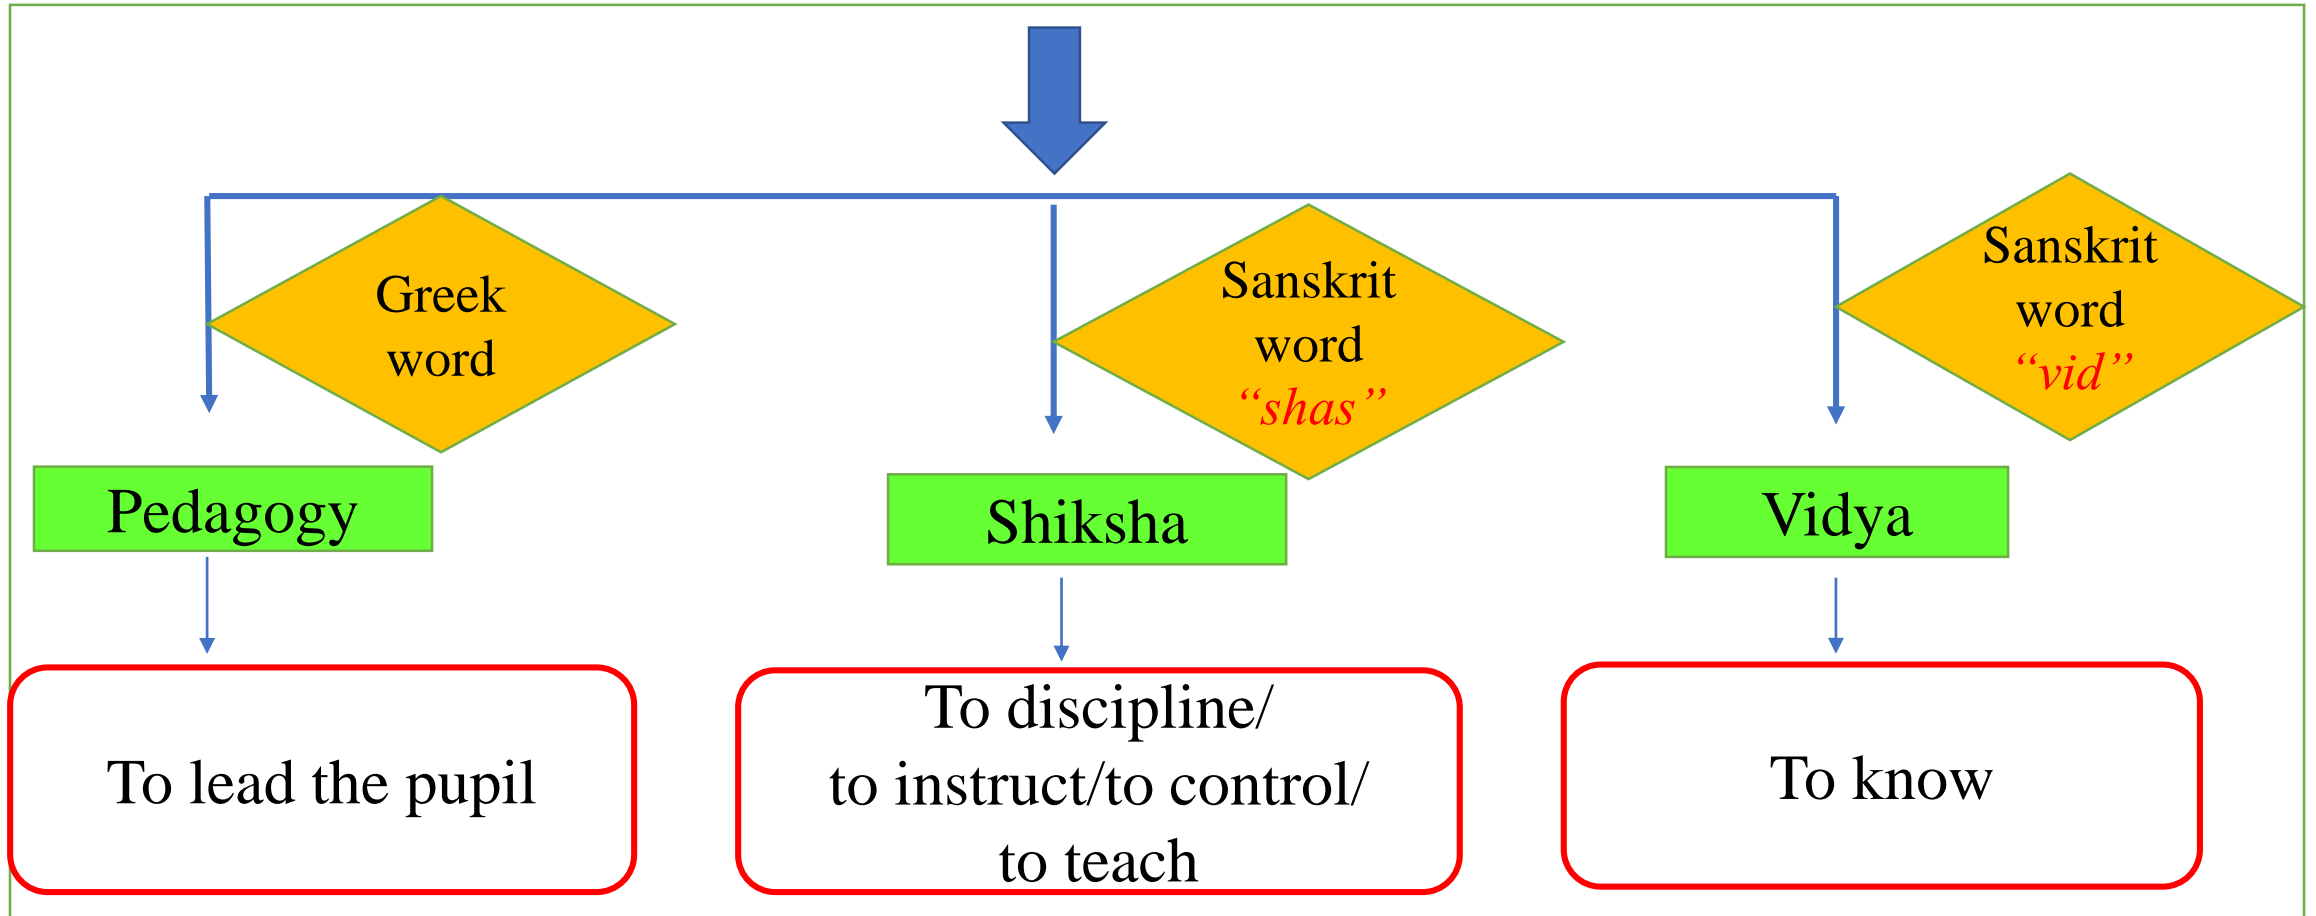 Greek
word
Sanskrit
word
“shas”
Sanskrit
word
“vid”
Pedagogy
Shiksha
Vidya
To lead the pupil
To discipline/
to instruct/to control/
to teach
To know